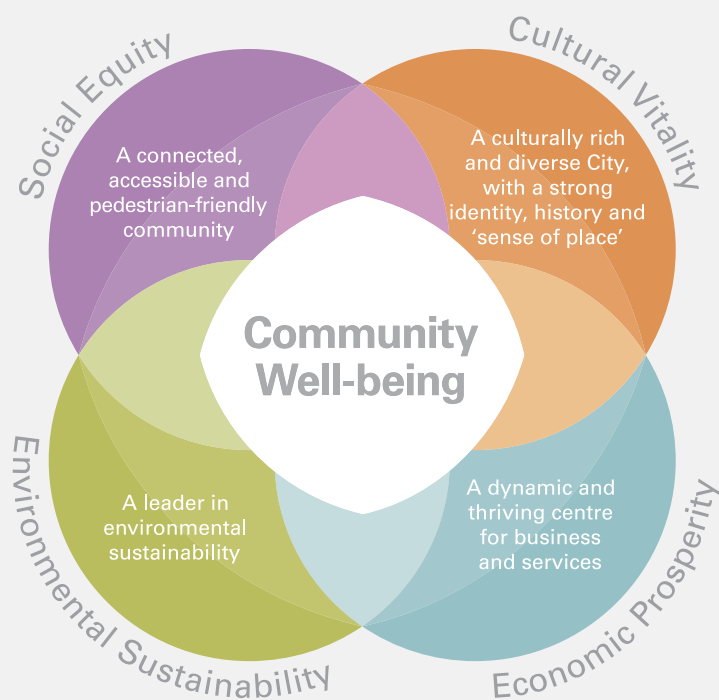 Social Equity
Cultural Vitality
A connected,
accessible and
pedestrian-friendly
community
A culturally rich
and diverse City,
with a strong
identity, history and
‘sense of place’
Community
Well-being
A leader in
environmental
sustainability
A dynamic and
thriving centre
for business
and services
Environmental Sustainability
Economic Prosperity